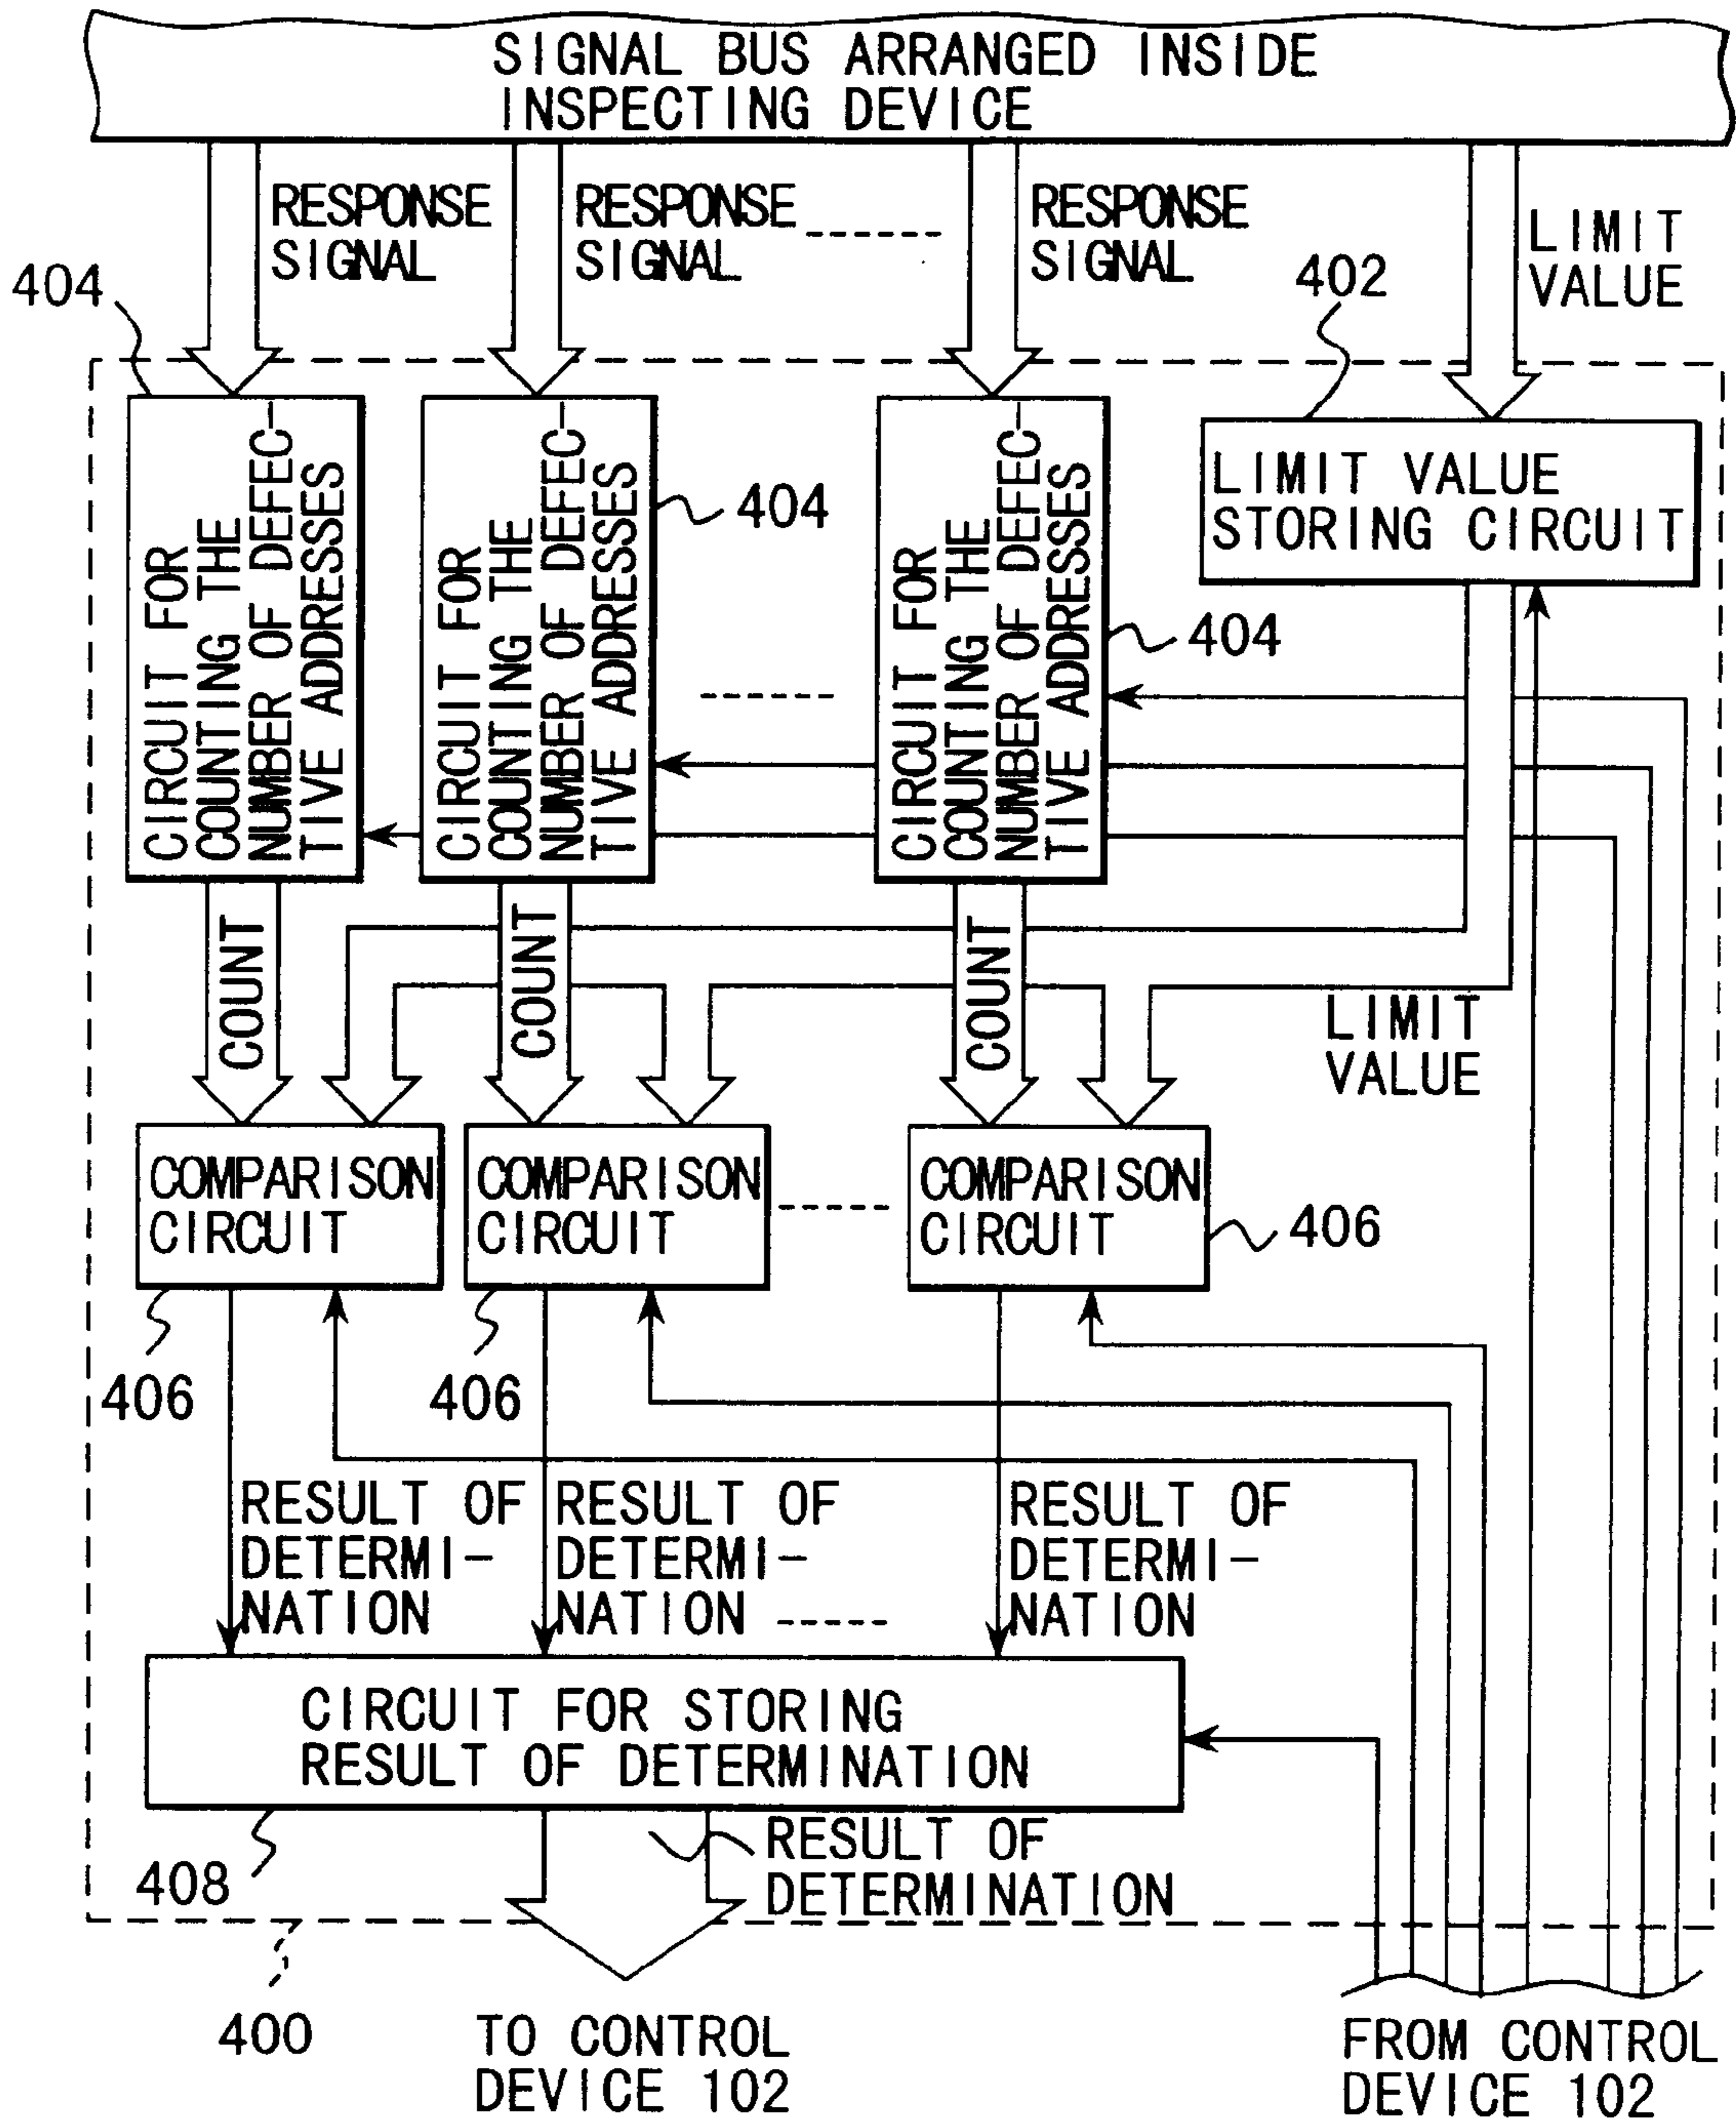 SIGNAL BUS ARRANGED INSIDE
INSPECTING DEVICE
RESPONSE
SIGNAL
RESPONSE
SIGNAL
RESPONSE
SIGNAL
LIMIT
VALUE
404
402
CIRCUIT FOR
COUNTING THE
NUMBER OF DEFEC-
TIVE ADDRESSES
CIRCUIT FOR
COUNTING THE
NUMBER OF DEFEC-
TIVE ADDRESSES
404
CIRCUIT FOR
COUNTING THE
NUMBER OF DEFEC-
TIVE ADDRESSES
404
LIMIT VALUE
STORING CIRCUIT
COUNT
COUNT
COUNT
LIMIT
VALUE
COMPARISON
CIRCUIT
COMPARISON
CIRCUIT
COMPARISON
CIRCUIT
406
406
406
RESULT OF
DETERMI-
NATION
RESULT OF
DETERMI-
NATION
RESULT OF
DETERMI-
NATION
CIRCUIT FOR STORING
RESULT OF DETERMINATION
408
RESULT OF
DETERMINATION
400
TO CONTROL
DEVICE 102
FROM CONTROL
DEVICE 102